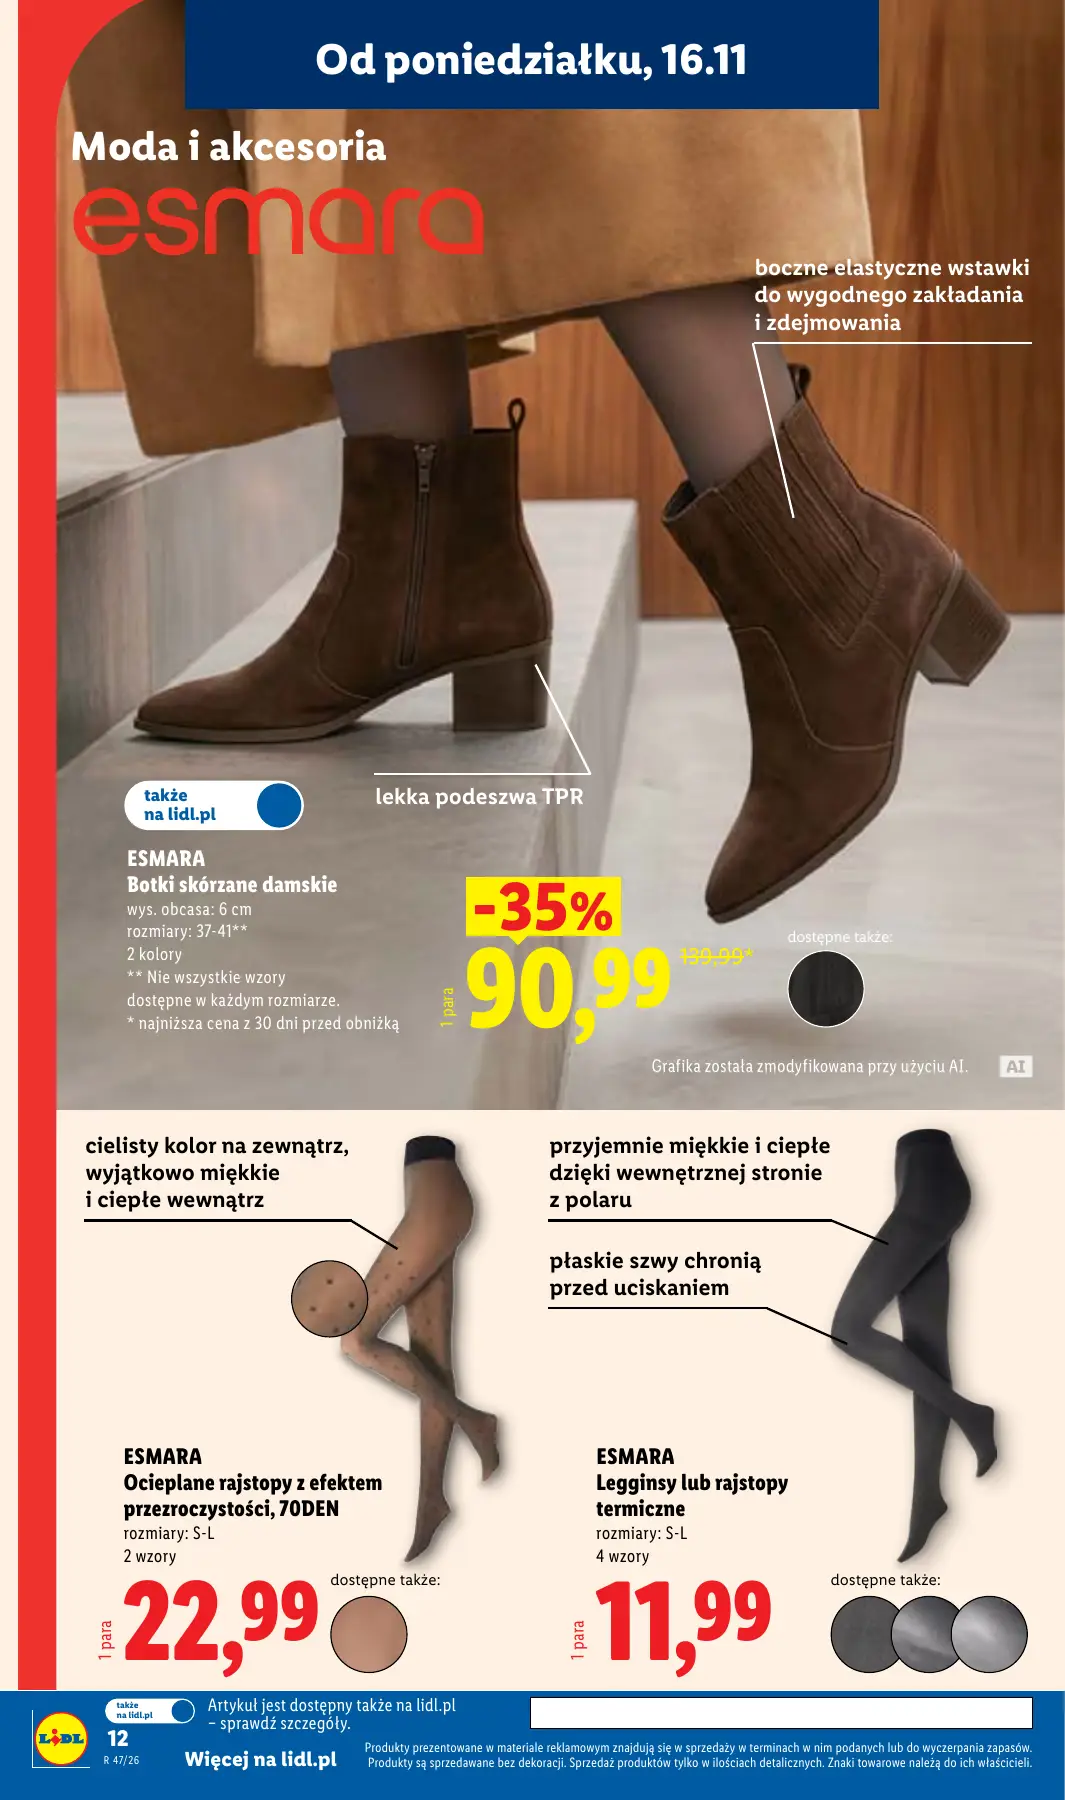 Od poniedziałku, 16.11
Moda i akcesoria
esmara
boczne elastyczne wstawki
do wygodnego zakładania
i zdejmowania
lekka podeszwa TPR
także
na lidl.pl
ESMARA
Botki skórzane damskie
wys. obcasa: 6 cm
rozmiary: 37-41**
2 kolory
** Nie wszystkie wzory
dostępne w każdym rozmiarze.
* najniższa cena z 30 dni przed obniżką
-35%
1 para
90,99
139,99*
dostępne także:
Grafika została zmodyfikowana przy użyciu AI.
AI
cielisty kolor na zewnątrz,
wyjątkowo miękkie
i ciepłe wewnątrz
ESMARA
Ocieplane rajstopy z efektem
przezroczystości, 70DEN
rozmiary: S-L
2 wzory
1 para
22,99
dostępne także:
przyjemnie miękkie i ciepłe
dzięki wewnętrznej stronie
z polaru
płaskie szwy chronią
przed uciskaniem
ESMARA
Legginsy lub rajstopy
termiczne
rozmiary: S-L
4 wzory
1 para
11,99
dostępne także:
LIDL
12
R 47/26
także
na lidl.pl
Artykuł jest dostępny także na lidl.pl
– sprawdź szczegóły.
Więcej na lidl.pl
Produkty prezentowane w materiale reklamowym znajdują się w sprzedaży w terminach w nim podanych lub do wyczerpania zapasów.
Produkty są sprzedawane bez dekoracji. Sprzedaż produktów tylko w ilościach detalicznych. Znaki towarowe należą do ich właścicieli.